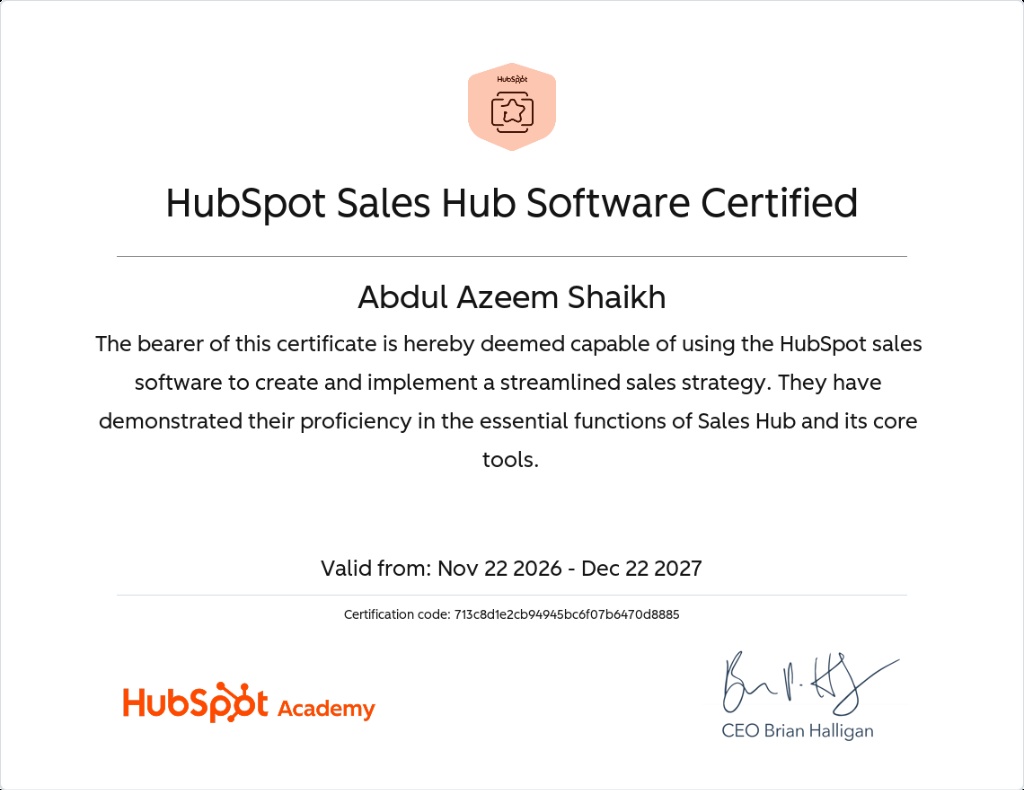 HubSpot
HubSpot Sales Hub Software Certified
Abdul Azeem Shaikh
The bearer of this certificate is hereby deemed capable of using the HubSpot sales
software to create and implement a streamlined sales strategy. They have
demonstrated their proficiency in the essential functions of Sales Hub and its core
tools.
Valid from: Nov 22 2026 - Dec 22 2027
Certification code: 713c8d1e2cb94945bc6f07b6470d8885
HubSpot Academy
CEO Brian Halligan